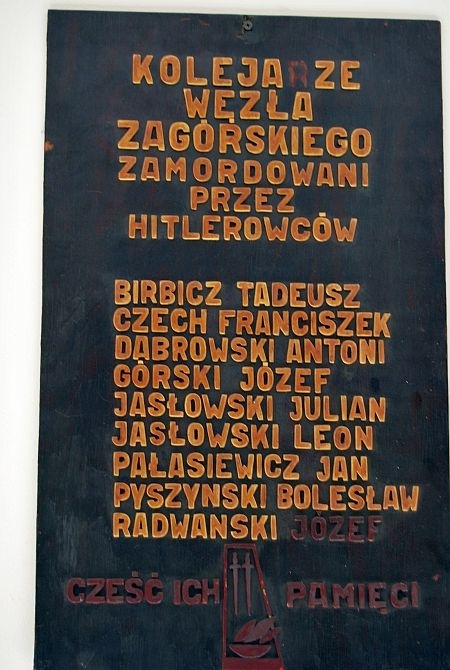 KOLEJARZE
WĘZŁA
ZAGÓRSKIEGO
ZAMORDOWANI
PRZEZ
HITLEROWCÓW
BIRBICZ TADEUSZ
CZECH FRANCISZEK
DĄBROWSKI ANTONI
GÓRSKI JÓZEF
JASŁOWSKI JULIAN
JASŁOWSKI LEON
PAŁASIEWICZ JAN
PYSZYNSKI BOLESŁAW
RADWANSKI JÓZEF
CZEŚĆ ICH PAMIĘCI